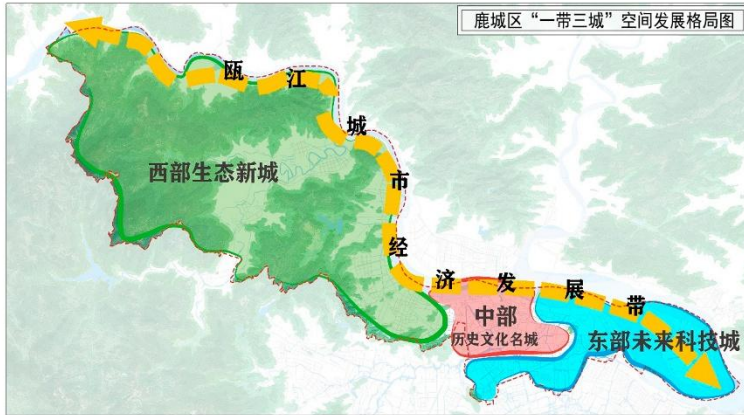 鹿城区“一带三城”空间发展格局图
瓯江城市经济发展带
西部生态新城
中部
历史文化名城
东部未来科技城